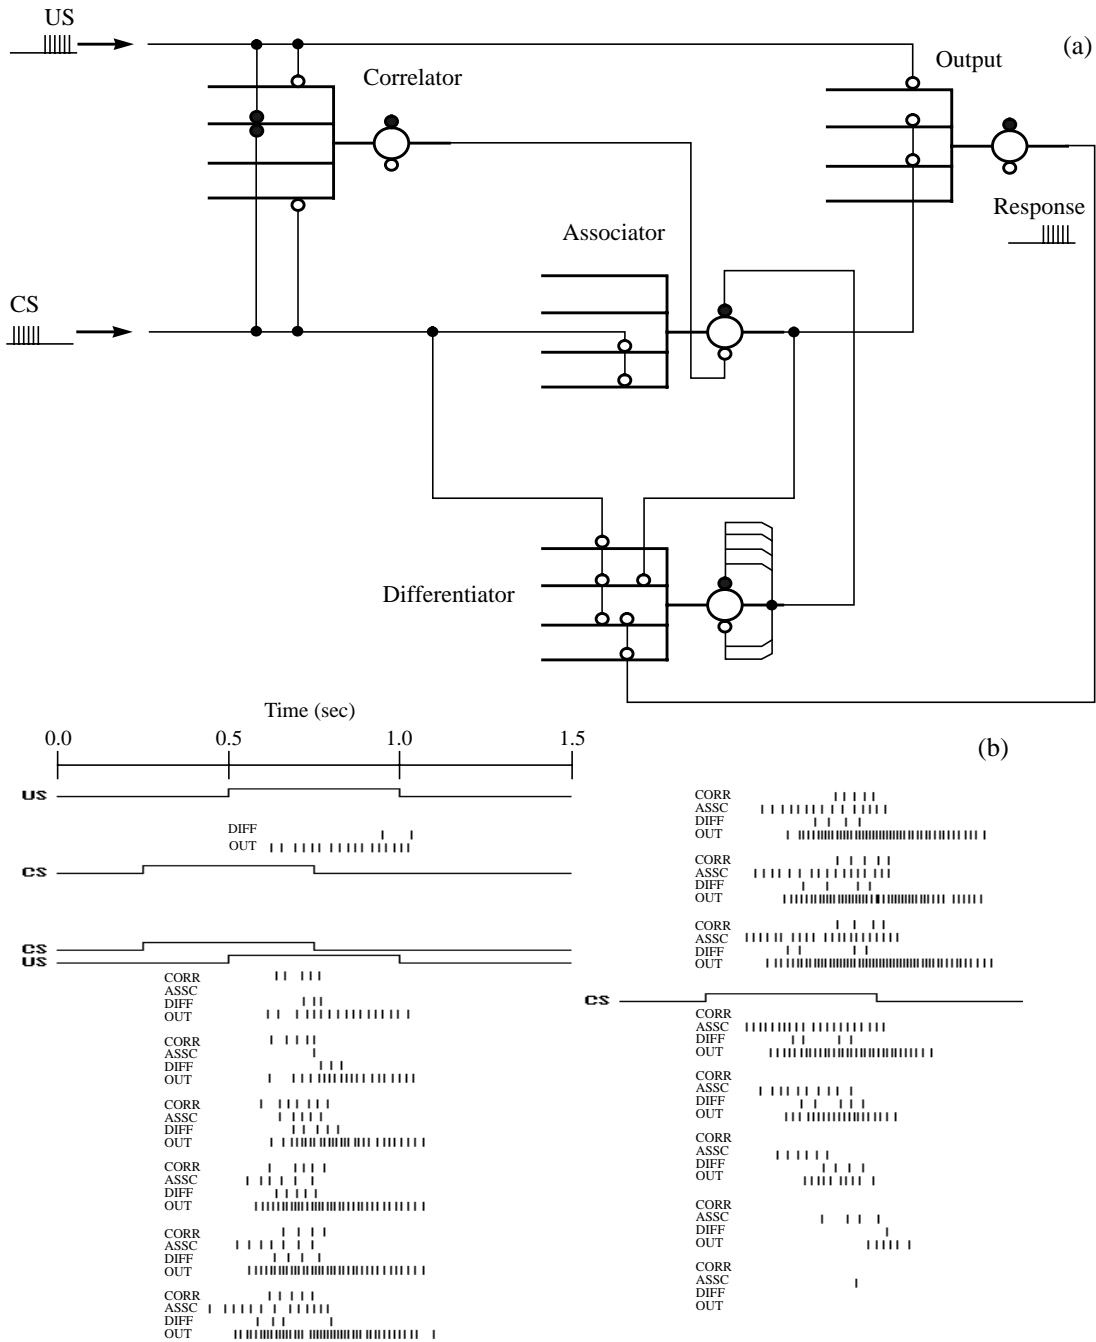 US
(a)
Correlator
Output
Response
Associator
CS
Differentiator
Time (sec)
0.0 0.5 1.0 1.5
(b)
US
DIFF
OUT
CS
CS
US
CORR
ASSC
DIFF
OUT
CORR
ASSC
DIFF
OUT
CORR
ASSC
DIFF
OUT
CORR
ASSC
DIFF
OUT
CORR
ASSC
DIFF
OUT
CORR
ASSC
DIFF
OUT
CORR
ASSC
DIFF
OUT
CORR
ASSC
DIFF
OUT
CORR
ASSC
DIFF
OUT
CS
CORR
ASSC
DIFF
OUT
CORR
ASSC
DIFF
OUT
CORR
ASSC
DIFF
OUT
CORR
ASSC
DIFF
OUT
CORR
ASSC
DIFF
OUT